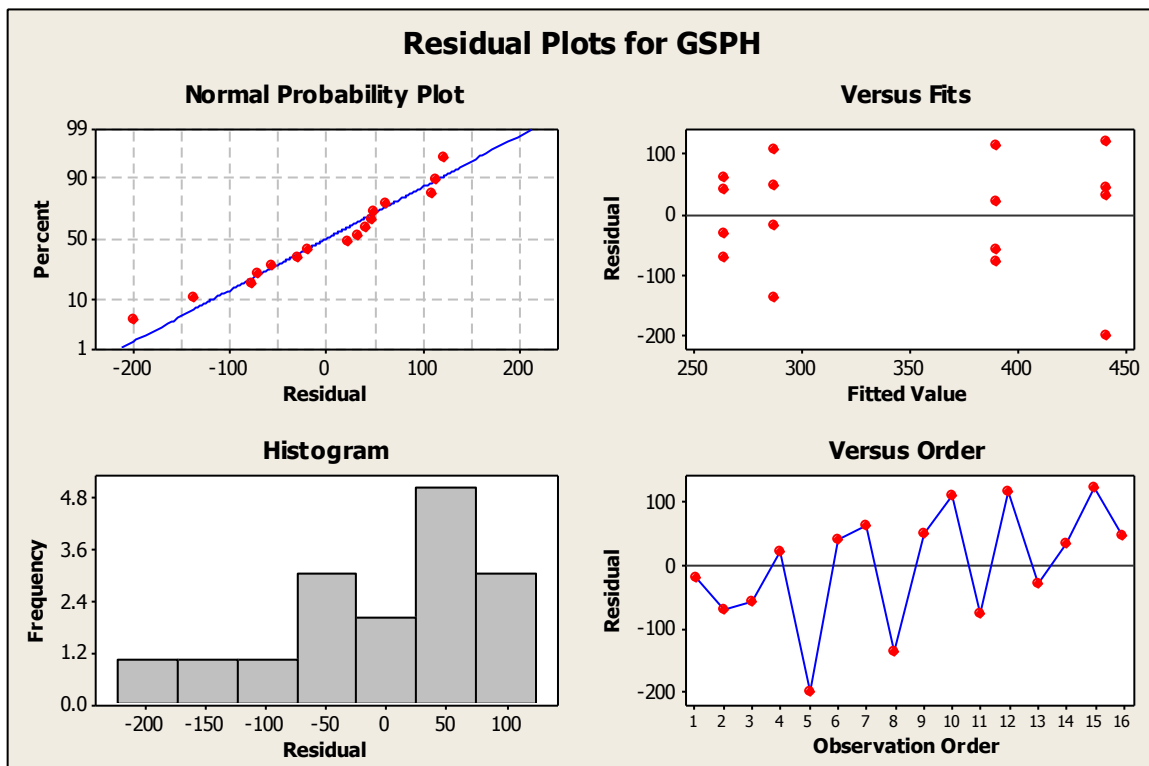 Residual Plots for GSPH
Normal Probability Plot
Percent
99
90
50
10
1
-200 -100 0 100 200
Residual
Versus Fits
Residual
100
0
-100
-200
250 300 350 400 450
Fitted Value
Histogram
Frequency
4.8
3.6
2.4
1.2
0.0
-200 -150 -100 -50 0 50 100
Residual
Versus Order
Residual
100
0
-100
-200
1 2 3 4 5 6 7 8 9 10 11 12 13 14 15 16
Observation Order